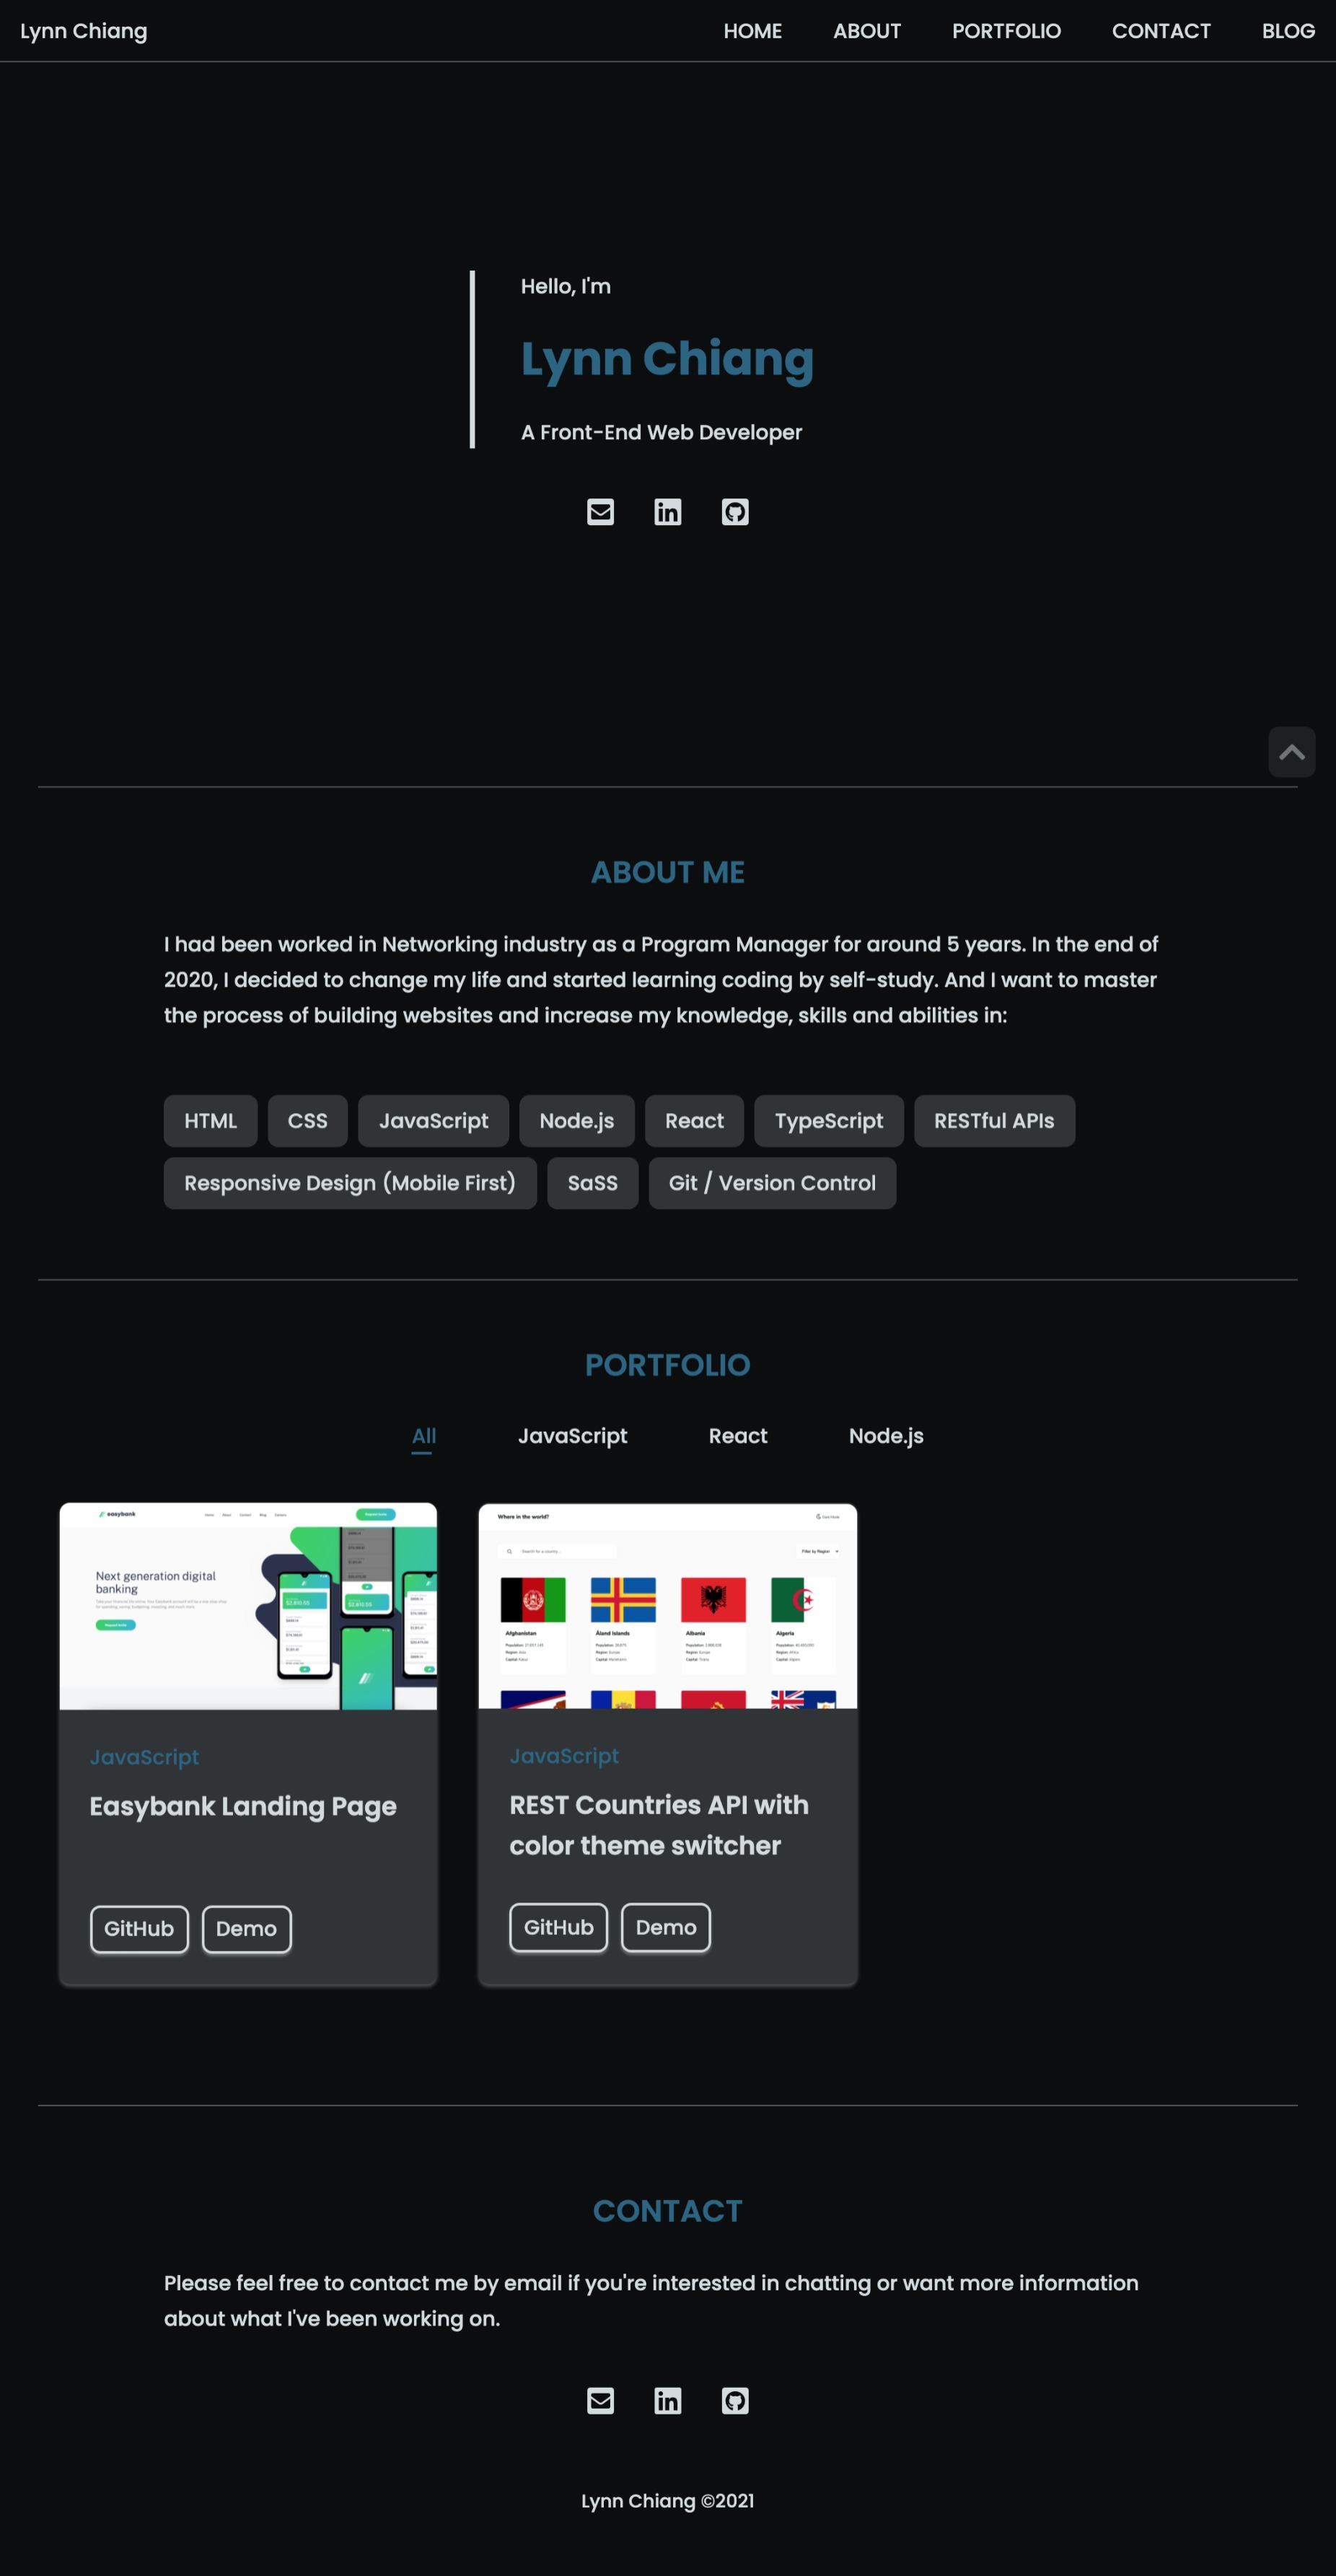 Lynn Chiang
HOME ABOUT PORTFOLIO CONTACT BLOG
Hello, I'm
Lynn Chiang
A Front-End Web Developer
ABOUT ME
I had been worked in Networking industry as a Program Manager for around 5 years. In the end of
2020, I decided to change my life and started learning coding by self-study. And I want to master
the process of building websites and increase my knowledge, skills and abilities in:
HTML CSS JavaScript Node.js React TypeScript RESTful APIs
Responsive Design (Mobile First) SaSS Git / Version Control
PORTFOLIO
All JavaScript React Node.js
easybank
Next generation digital
banking
JavaScript
Easybank Landing Page
GitHub Demo
Where in the world?
Search for a country...
Filter by Region
Afghanistan Åland Islands Albania Algeria
JavaScript
REST Countries API with
color theme switcher
GitHub Demo
CONTACT
Please feel free to contact me by email if you're interested in chatting or want more information
about what I've been working on.
Lynn Chiang ©2021